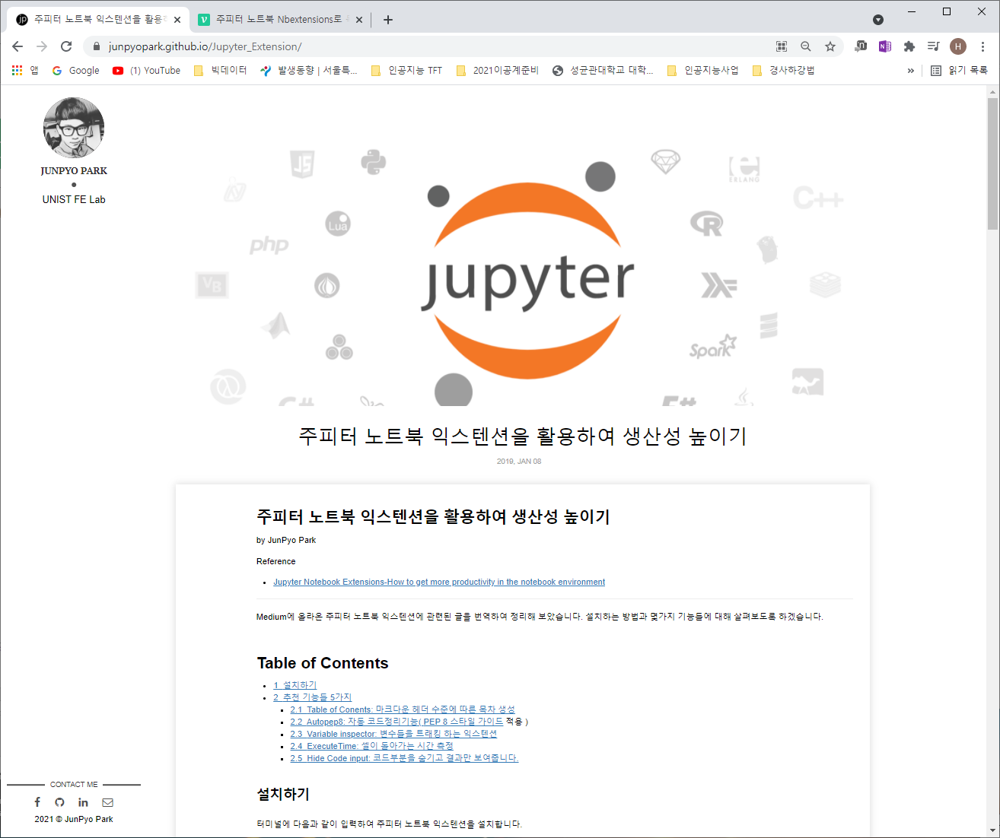 jp 주피터 노트북 익스텐션을 활용하
주피터 노트북 Nbextensions로
junpyopark.github.io/Jupyter_Extension/
H
앱 Google (1) YouTube 빅데이터 발생동향 | 서울특... 인공지능 TFT 2021이공계준비 성균관대학교 대학... 인공지능사업 경사하강법 » 읽기 목록
JUNPYO PARK
UNIST FE Lab
JS
ERLANG
C++
Lua
R
php
VB
jupyter
Spark
2019, JAN 08
주피터 노트북 익스텐션을 활용하여 생산성 높이기
주피터 노트북 익스텐션을 활용하여 생산성 높이기
by JunPyo Park
Reference
Jupyter Notebook Extensions-How to get more productivity in the notebook environment
Medium에 올라온 주피터 노트북 익스텐션에 관련된 글을 번역하여 정리해 보았습니다. 설치하는 방법과 몇가지 기능들에 대해 살펴보도록 하겠습니다.
Table of Contents
1 설치하기
2 추천 기능들 5가지
2.1 Table of Conents: 마크다운 헤더 수준에 따른 목차 생성
2.2 Autopep8: 자동 코드정리기능( PEP 8 스타일 가이드 적용 )
2.3 Variable inspector: 변수들을 트래킹 하는 익스텐션
2.4 ExecuteTime: 셀이 돌아가는 시간 측정
2.5 Hide Code input: 코드부분을 숨기고 결과만 보여줍니다.
설치하기
터미널에 다음과 같이 입력하여 주피터 노트북 익스텐션을 설치합니다.
CONTACT ME
2021 © JunPyo Park